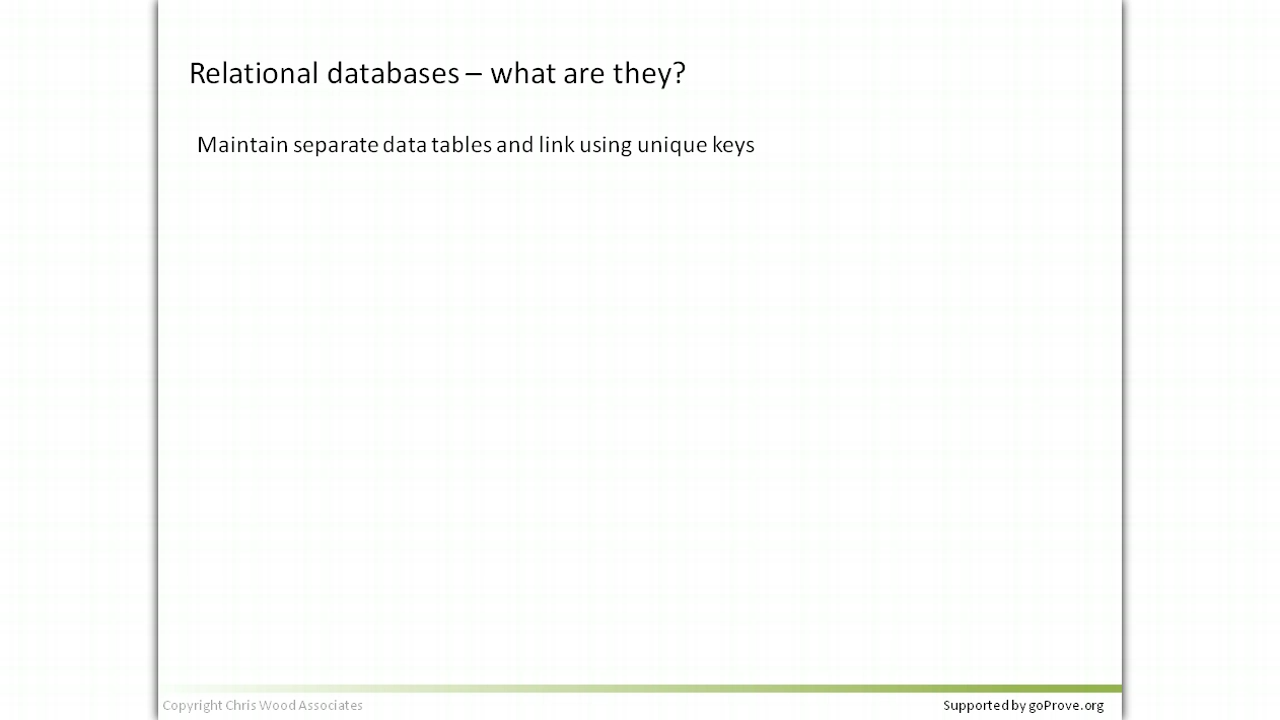 Relational databases – what are they?
Maintain separate data tables and link using unique keys
Copyright Chris Wood Associates
Supported by goProve.org